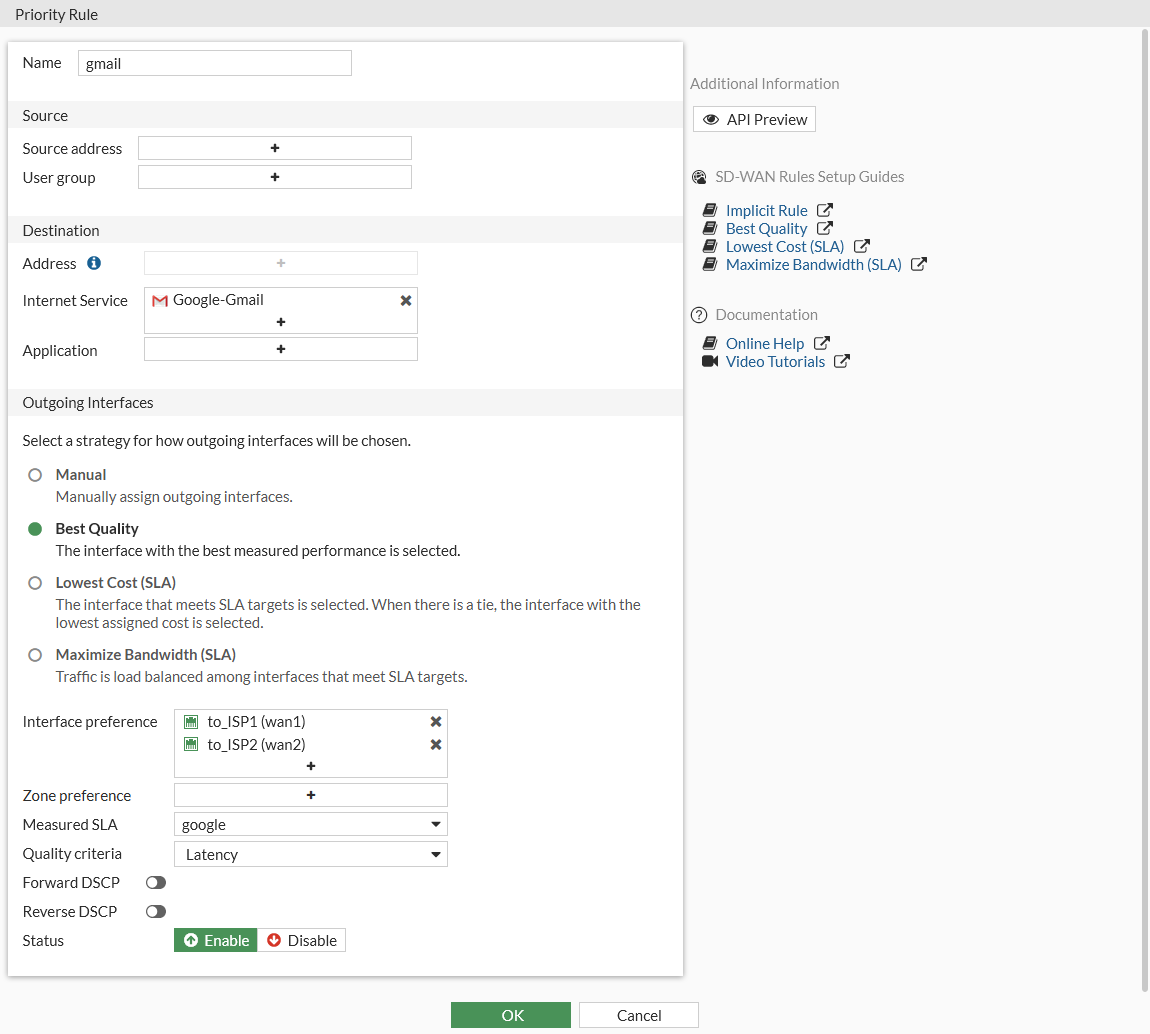 Priority Rule
Name gmail
Source
Source address +
User group +
Destination
Address +
Internet Service Google-Gmail
+
Application +
Outgoing Interfaces
Select a strategy for how outgoing interfaces will be chosen.
Manual
Manually assign outgoing interfaces.
Best Quality
The interface with the best measured performance is selected.
Lowest Cost (SLA)
The interface that meets SLA targets is selected. When there is a tie, the interface with the
lowest assigned cost is selected.
Maximize Bandwidth (SLA)
Traffic is load balanced among interfaces that meet SLA targets.
Interface preference to_ISP1 (wan1)
to_ISP2 (wan2)
+
Zone preference +
Measured SLA google
Quality criteria Latency
Forward DSCP
Reverse DSCP
Status Enable Disable
Additional Information
API Preview
SD-WAN Rules Setup Guides
Implicit Rule
Best Quality
Lowest Cost (SLA)
Maximize Bandwidth (SLA)
Documentation
Online Help
Video Tutorials
OK Cancel